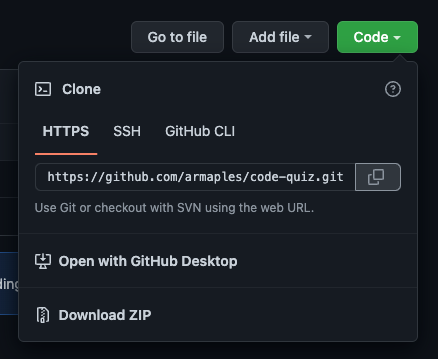 Go to file
Add file
Code
Clone
HTTPS
SSH
GitHub CLI
https://github.com/armaples/code-quiz.git
Use Git or checkout with SVN using the web URL.
Open with GitHub Desktop
Download ZIP